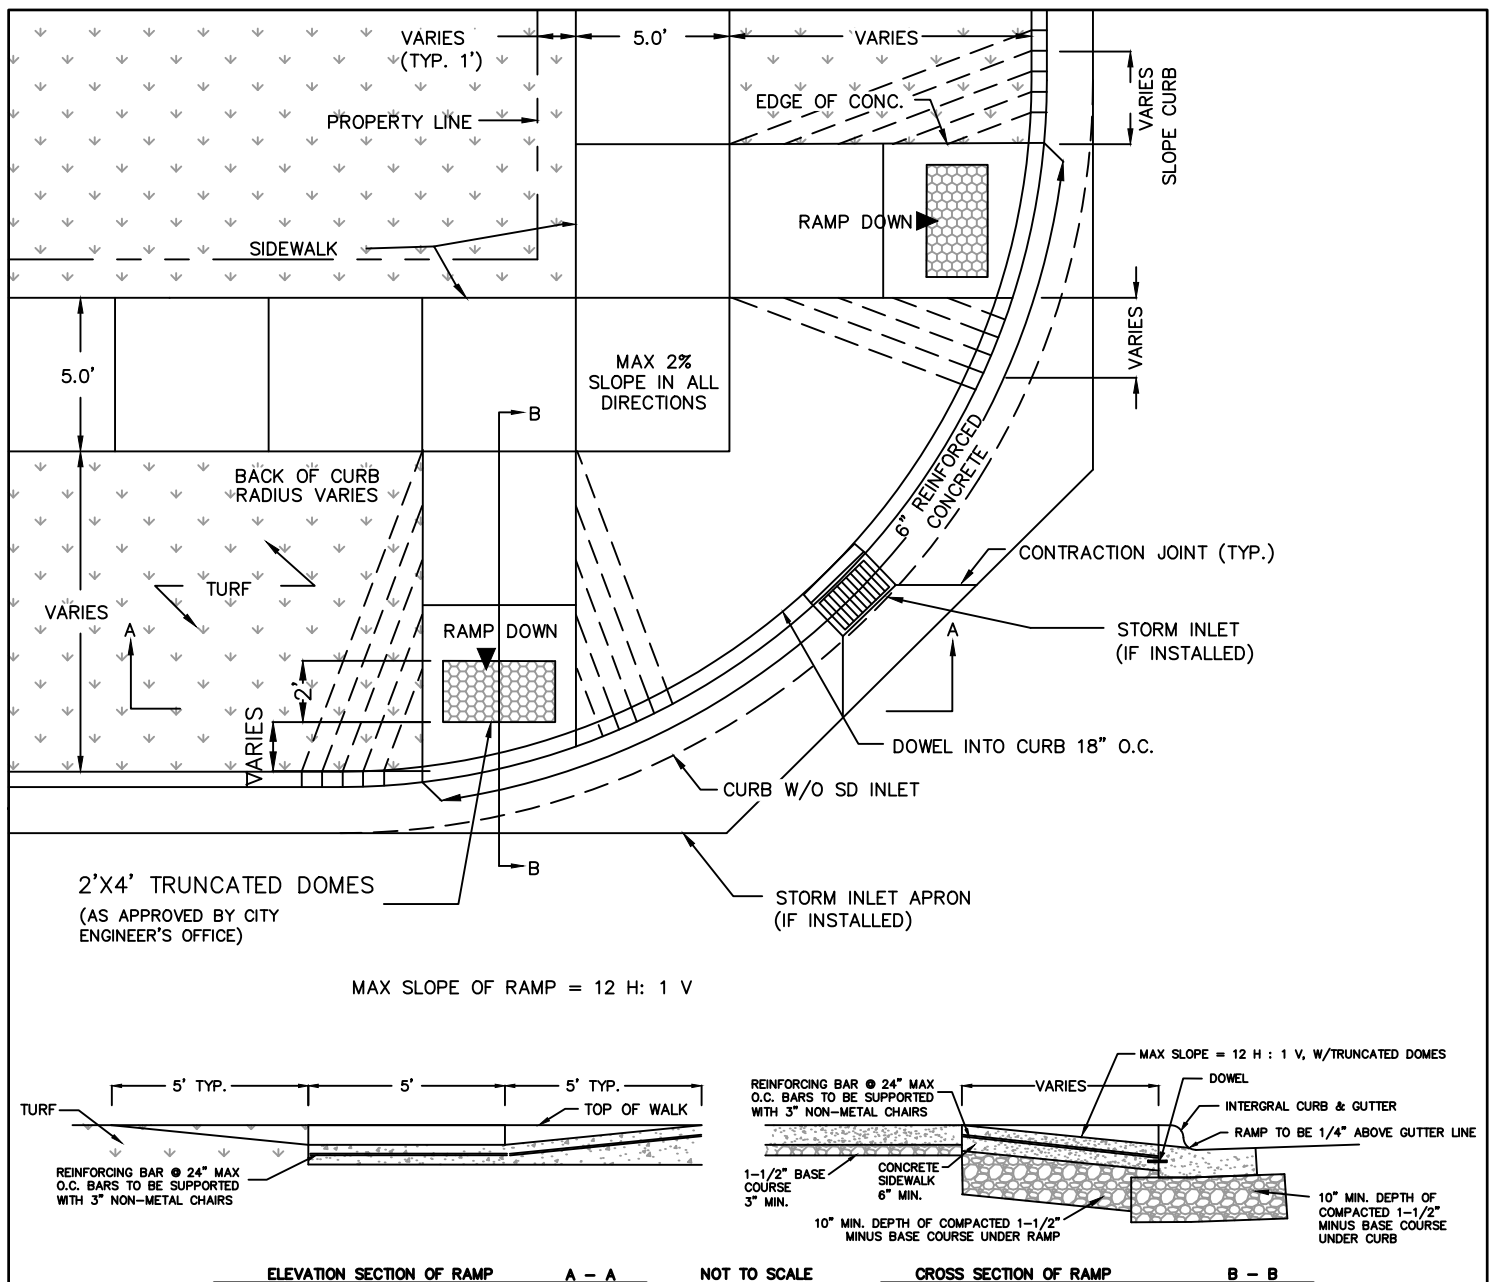 VARIES
(TYP. 1')
5.0'
VARIES
EDGE OF CONC.
VARIES
SLOPE CURB
PROPERTY LINE
RAMP DOWN
SIDEWALK
VARIES
5.0'
MAX 2%
SLOPE IN ALL
DIRECTIONS
B
BACK OF CURB
RADIUS VARIES
6" REINFORCED
CONCRETE
CONTRACTION JOINT (TYP.)
TURF
VARIES
A
RAMP DOWN
STORM INLET
(IF INSTALLED)
A
2'
VARIES
DOWEL INTO CURB 18" O.C.
CURB W/O SD INLET
B
2'X4' TRUNCATED DOMES
(AS APPROVED BY CITY
ENGINEER'S OFFICE)
STORM INLET APRON
(IF INSTALLED)
MAX SLOPE OF RAMP = 12 H: 1 V
5' TYP.
5'
5' TYP.
TURF
TOP OF WALK
REINFORCING BAR @ 24" MAX
O.C. BARS TO BE SUPPORTED
WITH 3" NON-METAL CHAIRS
MAX SLOPE = 12 H : 1 V, W/TRUNCATED DOMES
REINFORCING BAR @ 24" MAX
O.C. BARS TO BE SUPPORTED
WITH 3" NON-METAL CHAIRS
VARIES
DOWEL
INTERGRAL CURB & GUTTER
RAMP TO BE 1/4" ABOVE GUTTER LINE
1-1/2" BASE
COURSE
3" MIN.
CONCRETE
SIDEWALK
6" MIN.
10" MIN. DEPTH OF COMPACTED 1-1/2"
MINUS BASE COURSE UNDER RAMP
10" MIN. DEPTH OF
COMPACTED 1-1/2"
MINUS BASE COURSE
UNDER CURB
ELEVATION SECTION OF RAMP A - A
NOT TO SCALE
CROSS SECTION OF RAMP B - B